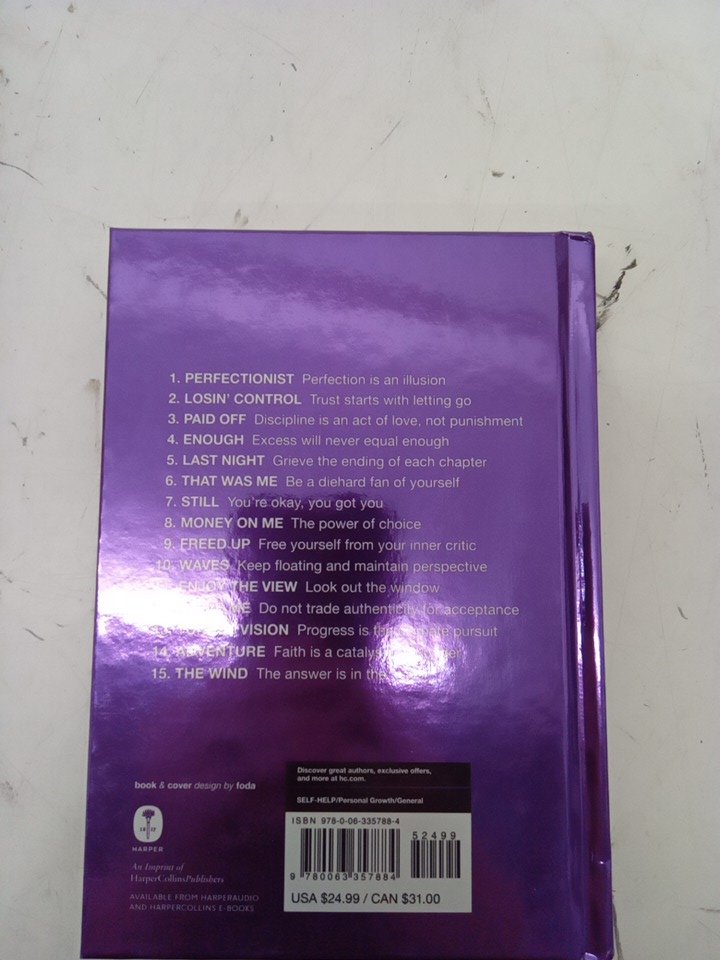 1. PERFECTIONIST Perfection is an illusion
2. LOSIN' CONTROL Trust starts with letting go
3. PAID OFF Discipline is an act of love, not punishment
4. ENOUGH Excess will never equal enough
5. LAST NIGHT Grieve the ending of each chapter
6. THAT WAS ME Be a diehard fan of yourself
7. STILL You're okay, you got you
8. MONEY ON ME The power of choice
9. FREED UP Free yourself from your inner critic
10. WAVES Keep floating and maintain perspective
ENJOY THE VIEW Look out the window
Do not trade authenticity for acceptance
VISION Progress is the pursuit
14. ADVENTURE Faith is a catalyst
15. THE WIND The answer is in the
book & cover design by foda
18 17
HARPER
An Imprint of
HarperCollinsPublishers
AVAILABLE FROM HARPERAUDIO
AND HARPERCOLLINS E-BOOKS
Discover great authors, exclusive offers,
and more at hc.com.
SELF-HELP/Personal Growth/General
ISBN 978-0-06-335788-4
52499
9 780063 357884
USA $24.99 / CAN $31.00